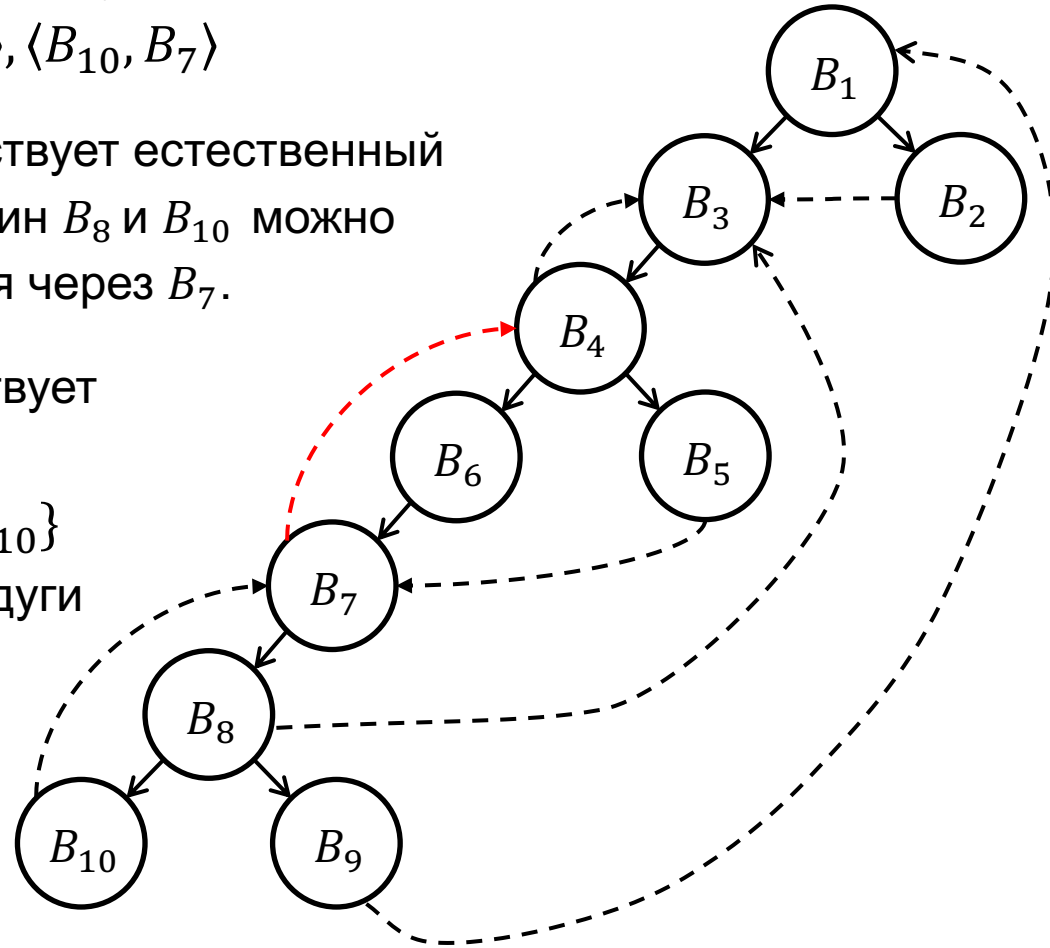 , ⟨B₁₀, B₇⟩
ствует естественный
ин B₈ и B₁₀ можно
я через B₇.
твует
₁₀}
дуги
B₁
B₃
B₂
B₄
B₆
B₅
B₇
B₈
B₁₀
B₉